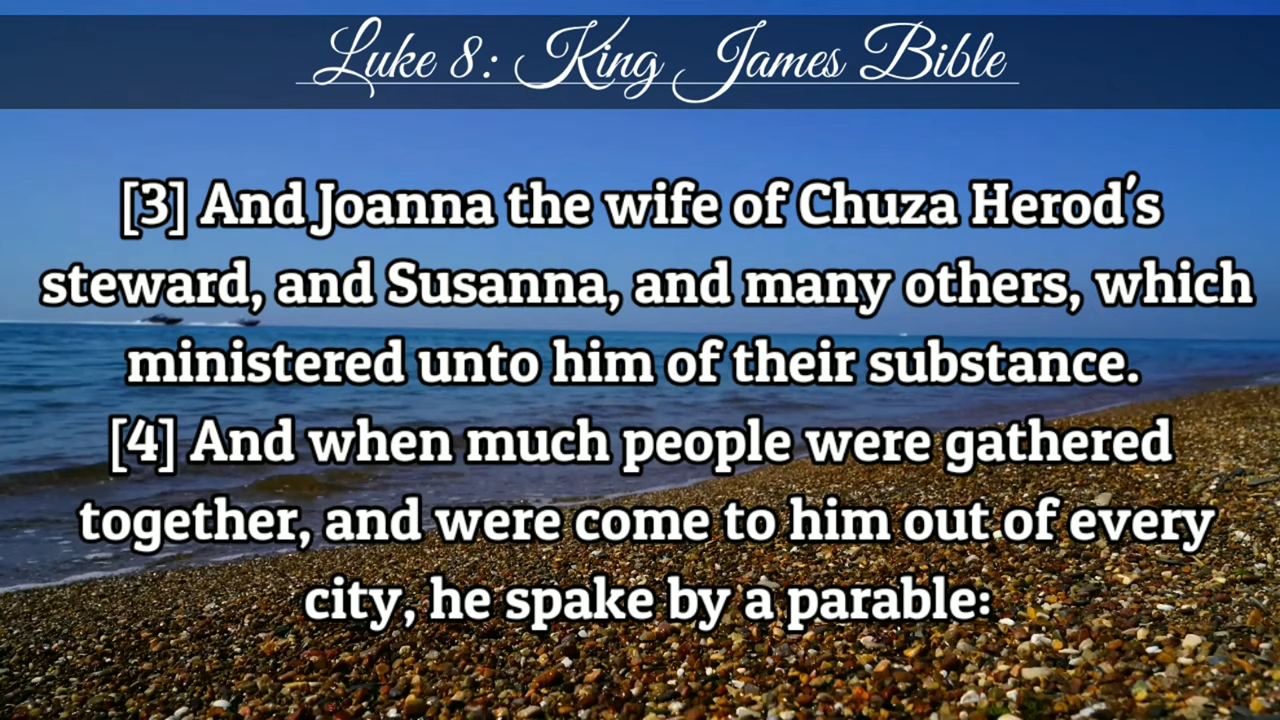 Luke 8: King James Bible
[3] And Joanna the wife of Chuza Herod's
steward, and Susanna, and many others, which
ministered unto him of their substance.
[4] And when much people were gathered
together, and were come to him out of every
city, he spake by a parable: